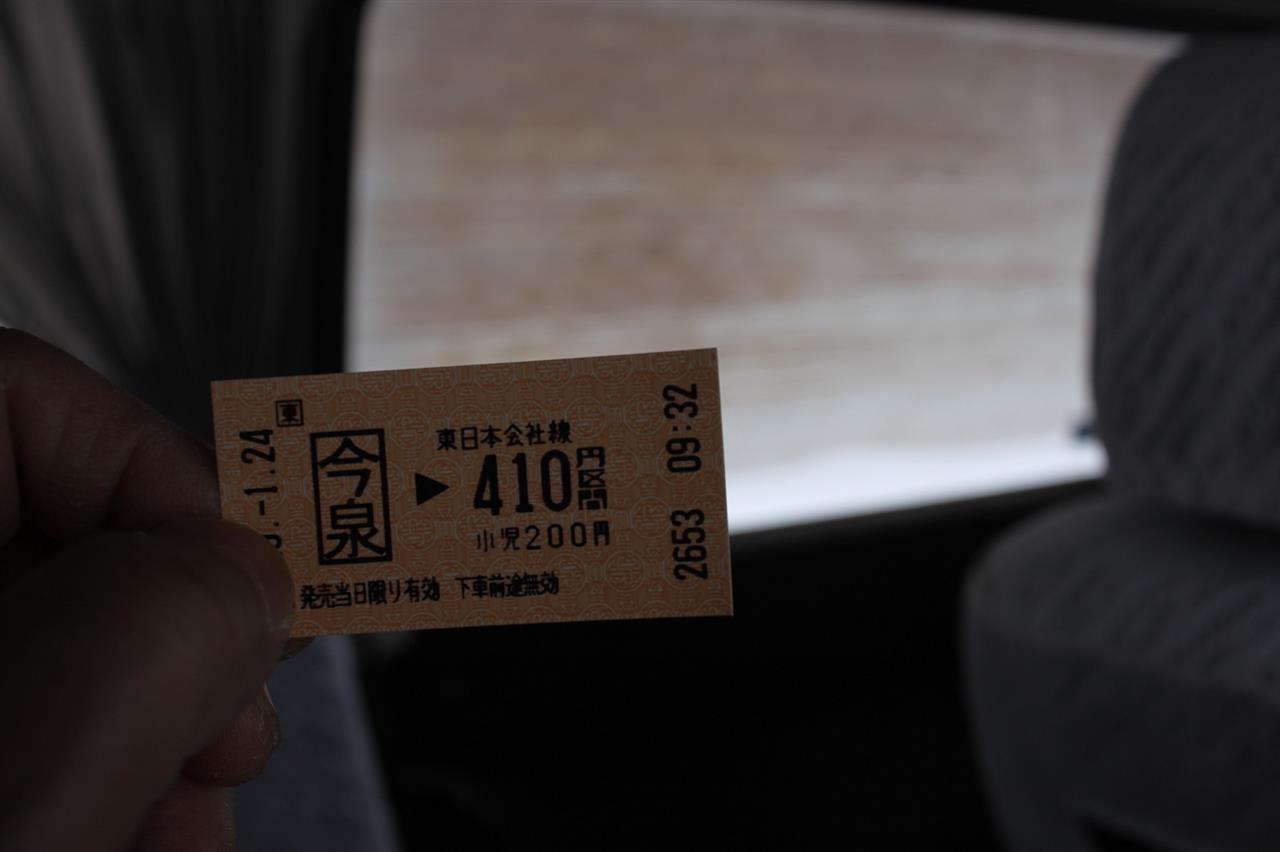 東
.-1.24
今泉
東日本会社線
▶410円区間
小児200円
発売当日限り有効 下車前途無効
2653 09:32